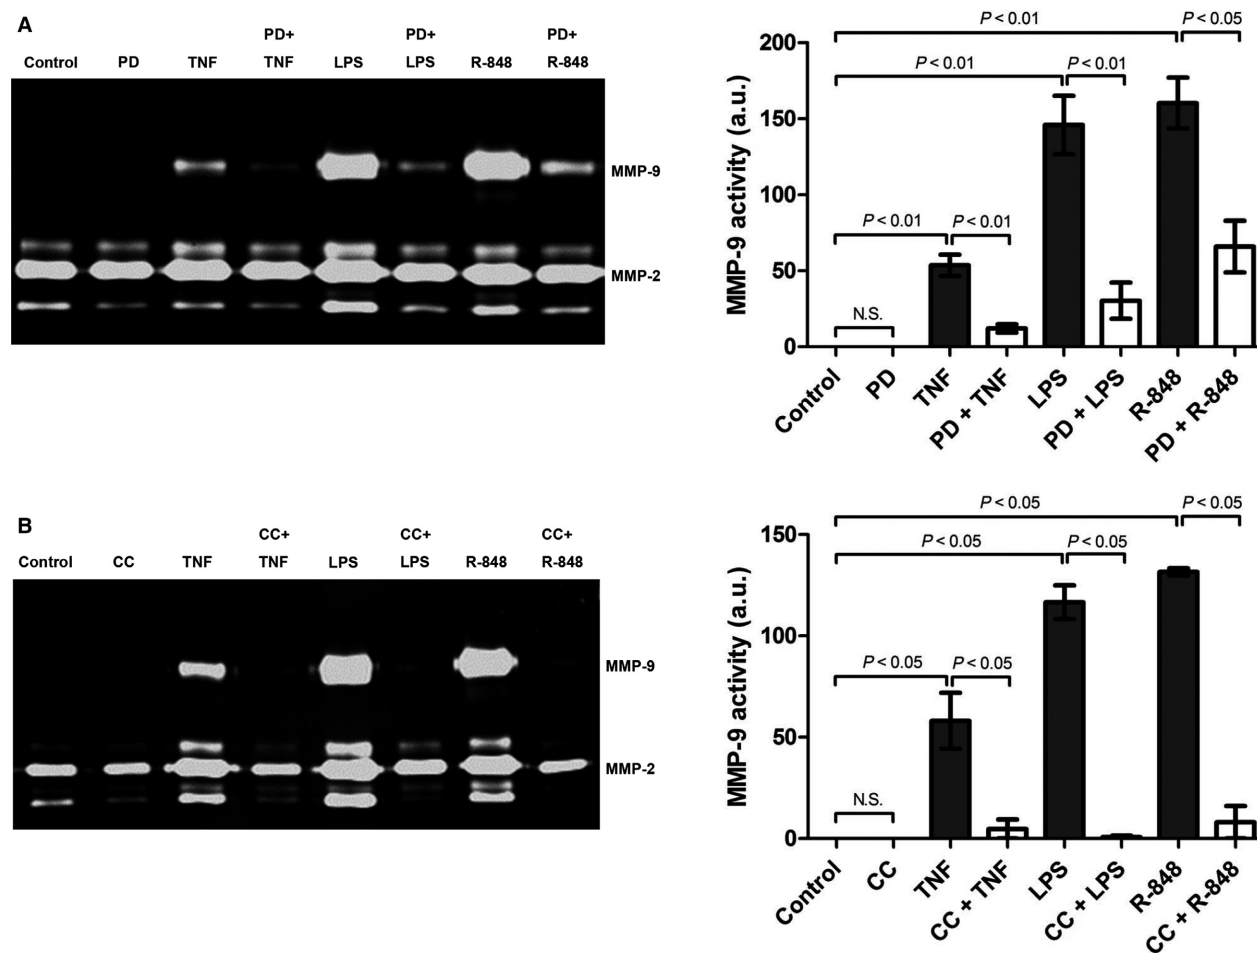 A
PD+ PD+ PD+
Control PD TNF TNF LPS LPS R-848 R-848
MMP-9
MMP-2
P < 0.01 P < 0.05
200
P < 0.01 P < 0.01
150
MMP-9 activity (a.u.)
100
P < 0.01 P < 0.01
50
N.S.
0
Control PD TNF PD + TNF LPS PD + LPS R-848 PD + R-848
B
CC+ CC+ CC+
Control CC TNF TNF LPS LPS R-848 R-848
MMP-9
MMP-2
P < 0.05 P < 0.05
150
P < 0.05 P < 0.05
100
MMP-9 activity (a.u.)
P < 0.05 P < 0.05
50
N.S.
0
Control CC TNF CC + TNF LPS CC + LPS R-848 CC + R-848